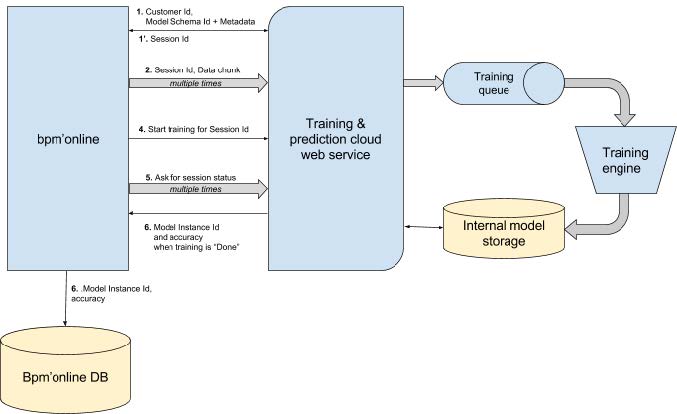 1. Customer Id,
Model Schema Id + Metadata
1'. Session Id
2. Session Id, Data chunk
multiple times
4. Start training for Session Id
5. Ask for session status
multiple times
6. Model Instance Id
and accuracy
when training is "Done"
bpm'online
Training &
prediction cloud
web service
Training
queue
Training
engine
Internal model
storage
6. .Model Instance Id,
accuracy
Bpm'online DB